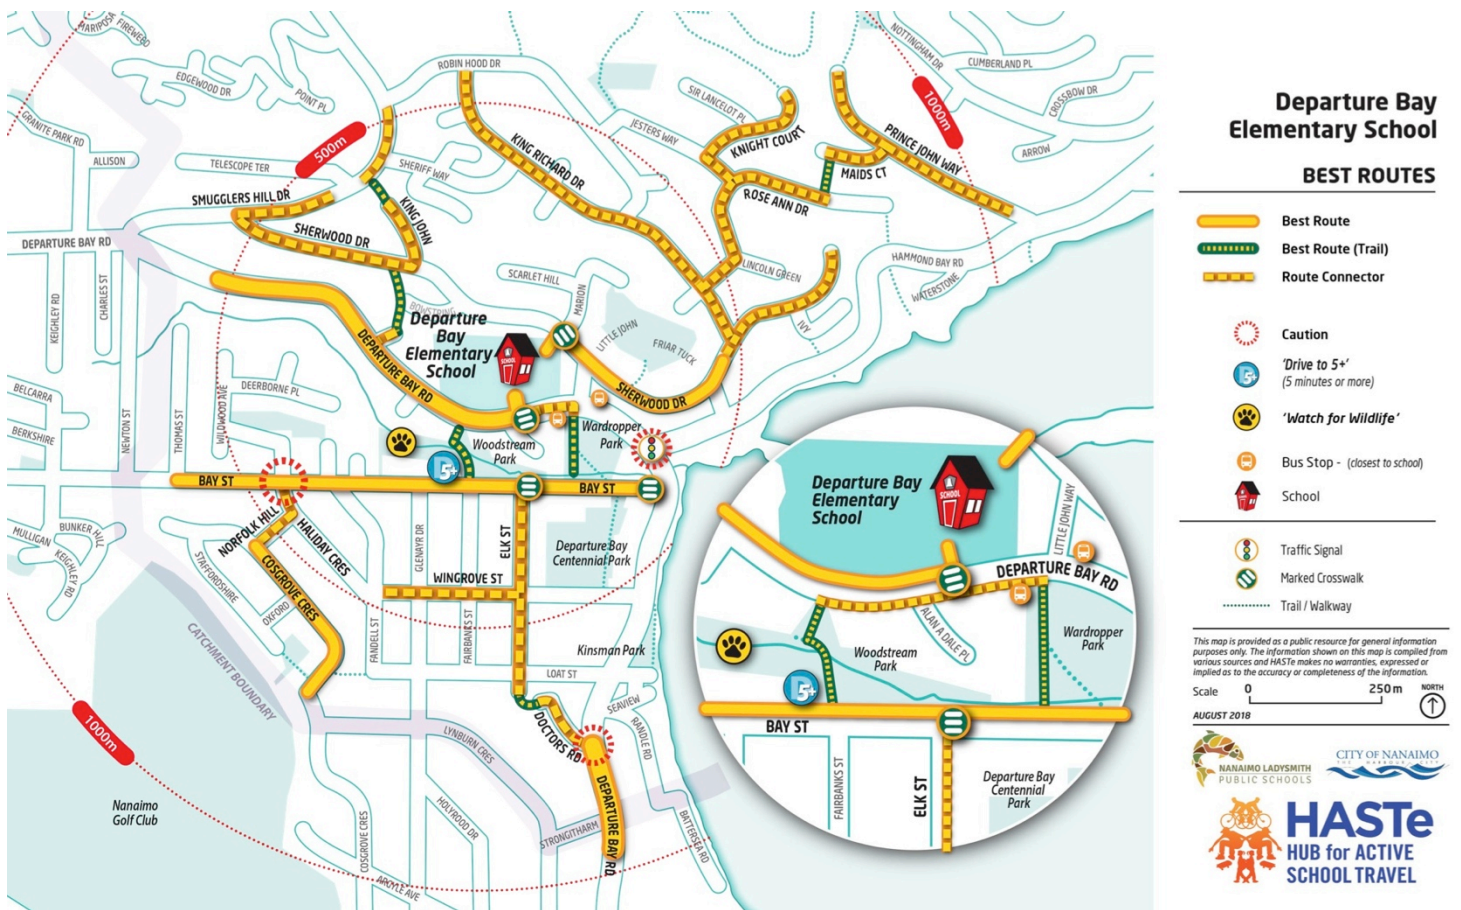 MARIPOSA
FIREWEED
EDGEWOOD DR
POINT PL
ROBIN HOOD DR
NOTTINGHAM DR
CUMBERLAND PL
CROSSBOW DR
ARROW
1000m
SIR LANCELOT PL
JESTERS WAY
KNIGHT COURT
PRINCE JOHN WAY
MAIDS CT
ROSE ANN DR
GRANITE PARK RD
ALLISON
TELESCOPE TER
500m
SHERIFF WAY
KING RICHARD DR
SMUGGLERS HILL DR
KING JOHN
SHERWOOD DR
DEPARTURE BAY RD
KEIGHLEY RD
CHARLES ST
SCARLET HILL
MARION
LINCOLN GREEN
HAMMOND BAY RD
WATERSTONE
IVY
BOWSTRING
Departure
Bay
Elementary
School
SCHOOL
LITTLE JOHN
FRIAR TUCK
DEPARTURE BAY RD
SHERWOOD DR
BELCARRA
BERKSHIRE
NEWTON ST
THOMAS ST
WILDWOOD AVE
DEERBORNE PL
Woodstream
Park
Wardropper
Park
D5+
BAY ST
BAY ST
BUNKER HILL
MULLIGAN
KEIGHLEY RD
NORFOLK HILL
HALIDAY CRES
STAFFORDSHIRE
OXFORD
COSGROVE CRES
GLENAYR DR
ELK ST
Departure Bay
Centennial Park
WINGROVE ST
FANDELL ST
FAIRBANKS ST
Kinsman Park
LOAT ST
CATCHMENT BOUNDARY
SEAVIEW
DOCTORS RD
RANDLE RD
LYNBURN CRES
1000m
Nanaimo
Golf Club
HOLYROOD DR
COSGROVE CRES
STRONGITHARM
DEPARTURE BAY RD
BATTERSEA RD
ARGYLE AVE
Departure Bay
Elementary
School
SCHOOL
LITTLE JOHN WAY
DEPARTURE BAY RD
ALAN A DALE PL
Woodstream
Park
Wardropper
Park
D5+
BAY ST
FAIRBANKS ST
ELK ST
Departure Bay
Centennial
Park
Departure Bay
Elementary School
BEST ROUTES
Best Route
Best Route (Trail)
Route Connector
Caution
D5+
'Drive to 5+'
(5 minutes or more)
'Watch for Wildlife'
Bus Stop - (closest to school)
School
Traffic Signal
Marked Crosswalk
Trail / Walkway
This map is provided as a public resource for general information
purposes only. The information shown on this map is compiled from
various sources and HASTe makes no warranties, expressed or
implied as to the accuracy or completeness of the information.
Scale 0 250 m NORTH
AUGUST 2018
NANAIMO LADYSMITH
PUBLIC SCHOOLS
CITY OF NANAIMO
THE HARBOUR CITY
HASTe
HUB for ACTIVE
SCHOOL TRAVEL